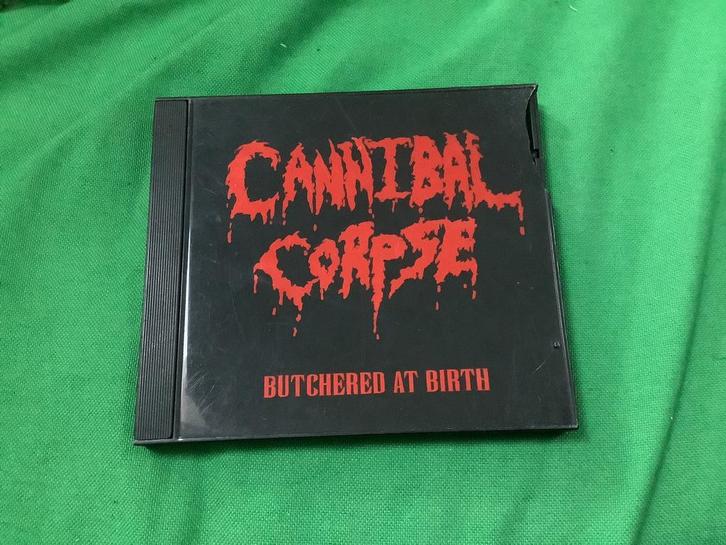 CANNIBAL
CORPSE
BUTCHERED AT BIRTH